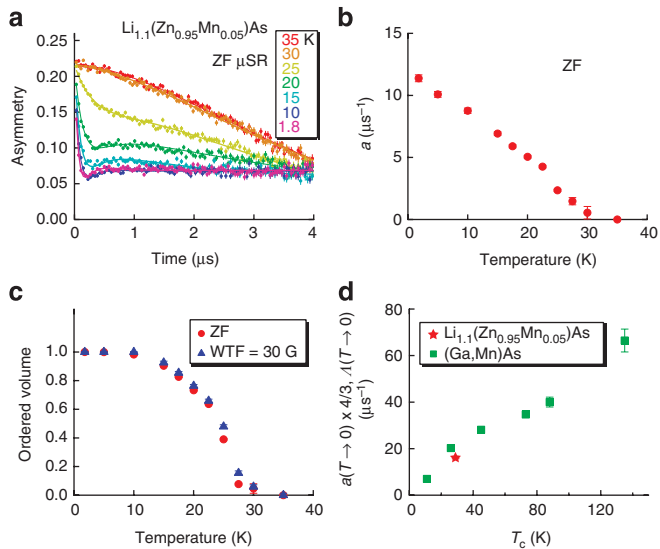 a
Li1.1(Zn0.95Mn0.05)As
ZF μSR
35 K
30
25
20
15
10
1.8
0.25
0.20
0.15
0.10
0.05
0.00
Asymmetry
0 1 2 3 4
Time (μs)
b
ZF
15
10
5
0
a (μs−1)
0 10 20 30 40
Temperature (K)
c
ZF
WTF = 30 G
1.0
0.8
0.6
0.4
0.2
0.0
Ordered volume
0 10 20 30 40
Temperature (K)
d
Li1.1(Zn0.95Mn0.05)As
(Ga,Mn)As
80
60
40
20
0
a(T → 0) x 4/3, Λ(T → 0)
(μs−1)
0 40 80 120
Tc (K)